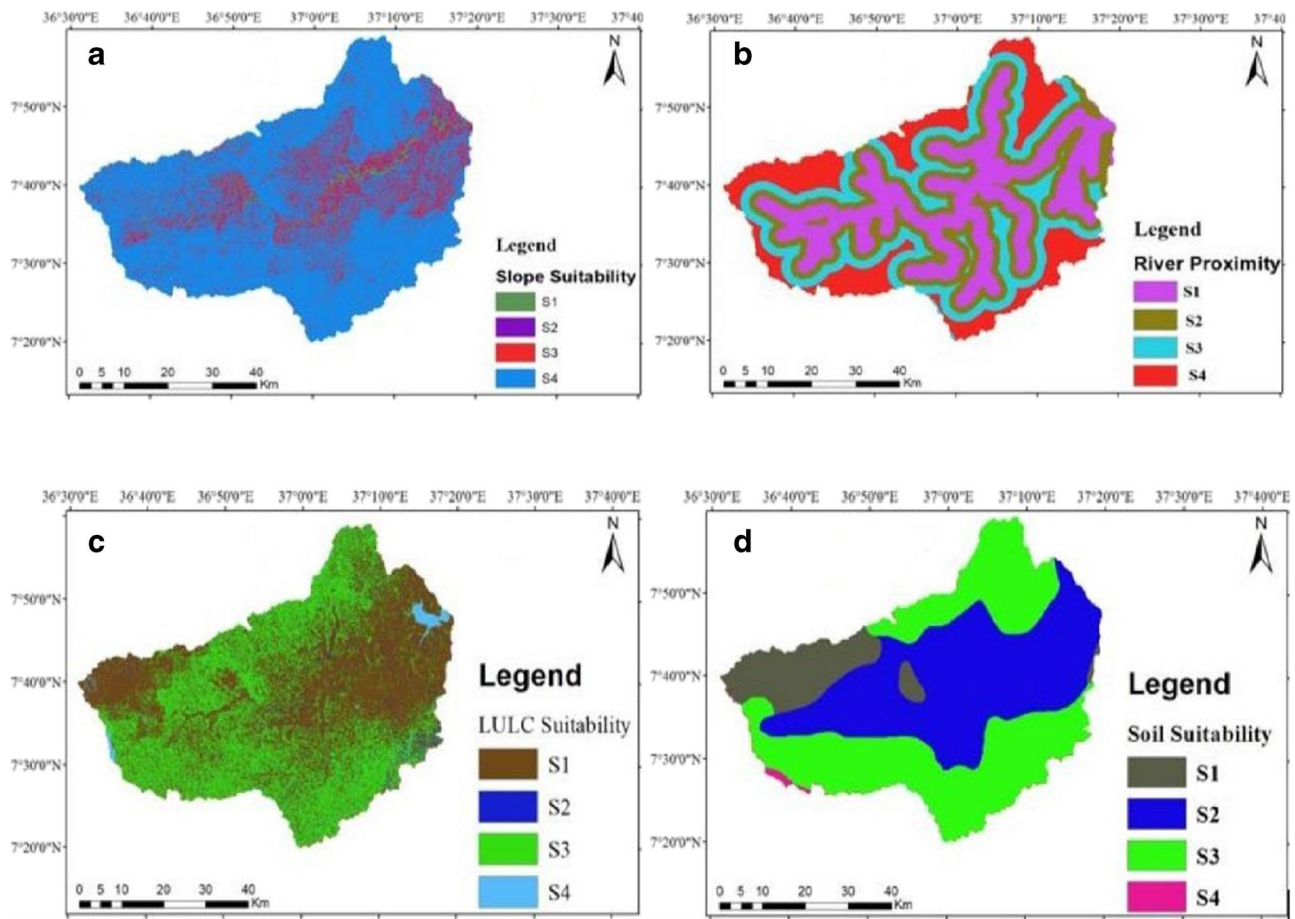 36°30'0"E 36°40'0"E 36°50'0"E 37°0'0"E 37°10'0"E 37°20'0"E 37°30'0"E 37°40
a
N
7°50'0"N
7°40'0"N
7°30'0"N
7°20'0"N
Legend
Slope Suitability
S1
S2
S3
S4
0 5 10 20 30 40
Km
36°30'0"E 36°40'0"E 36°50'0"E 37°0'0"E 37°10'0"E 37°20'0"E 37°30'0"E 37°40
b
N
7°50'0"N
7°40'0"N
7°30'0"N
7°20'0"N
Legend
River Proximity
S1
S2
S3
S4
0 5 10 20 30 40
Km
36°30'0"E 36°40'0"E 36°50'0"E 37°0'0"E 37°10'0"E 37°20'0"E 37°30'0"E 37°40'0"E
c
N
7°50'0"N
7°40'0"N
7°30'0"N
7°20'0"N
Legend
LULC Suitability
S1
S2
S3
S4
0 5 10 20 30 40
Km
36°30'0"E 36°40'0"E 36°50'0"E 37°0'0"E 37°10'0"E 37°20'0"E 37°30'0"E 37°40'0"E
d
N
7°50'0"N
7°40'0"N
7°30'0"N
7°20'0"N
Legend
Soil Suitability
S1
S2
S3
S4
0 5 10 20 30 40
Km